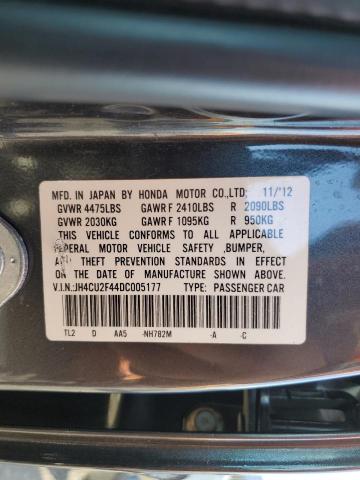 MFD. IN JAPAN BY HONDA MOTOR CO.,LTD. 11/'12
GVWR 4475LBS GAWR F 2410LBS R 2090LBS
GVWR 2030KG GAWR F 1095KG R 950KG
THIS VEHICLE CONFORMS TO ALL APPLICABLE
FEDERAL MOTOR VEHICLE SAFETY ,BUMPER,
AND THEFT PREVENTION STANDARDS IN EFFECT
ON THE DATE OF MANUFACTURE SHOWN ABOVE.
V.I.N.:JH4CU2F44DC005177 TYPE: PASSENGER CAR
TL2 D AA5 -NH782M -A -C